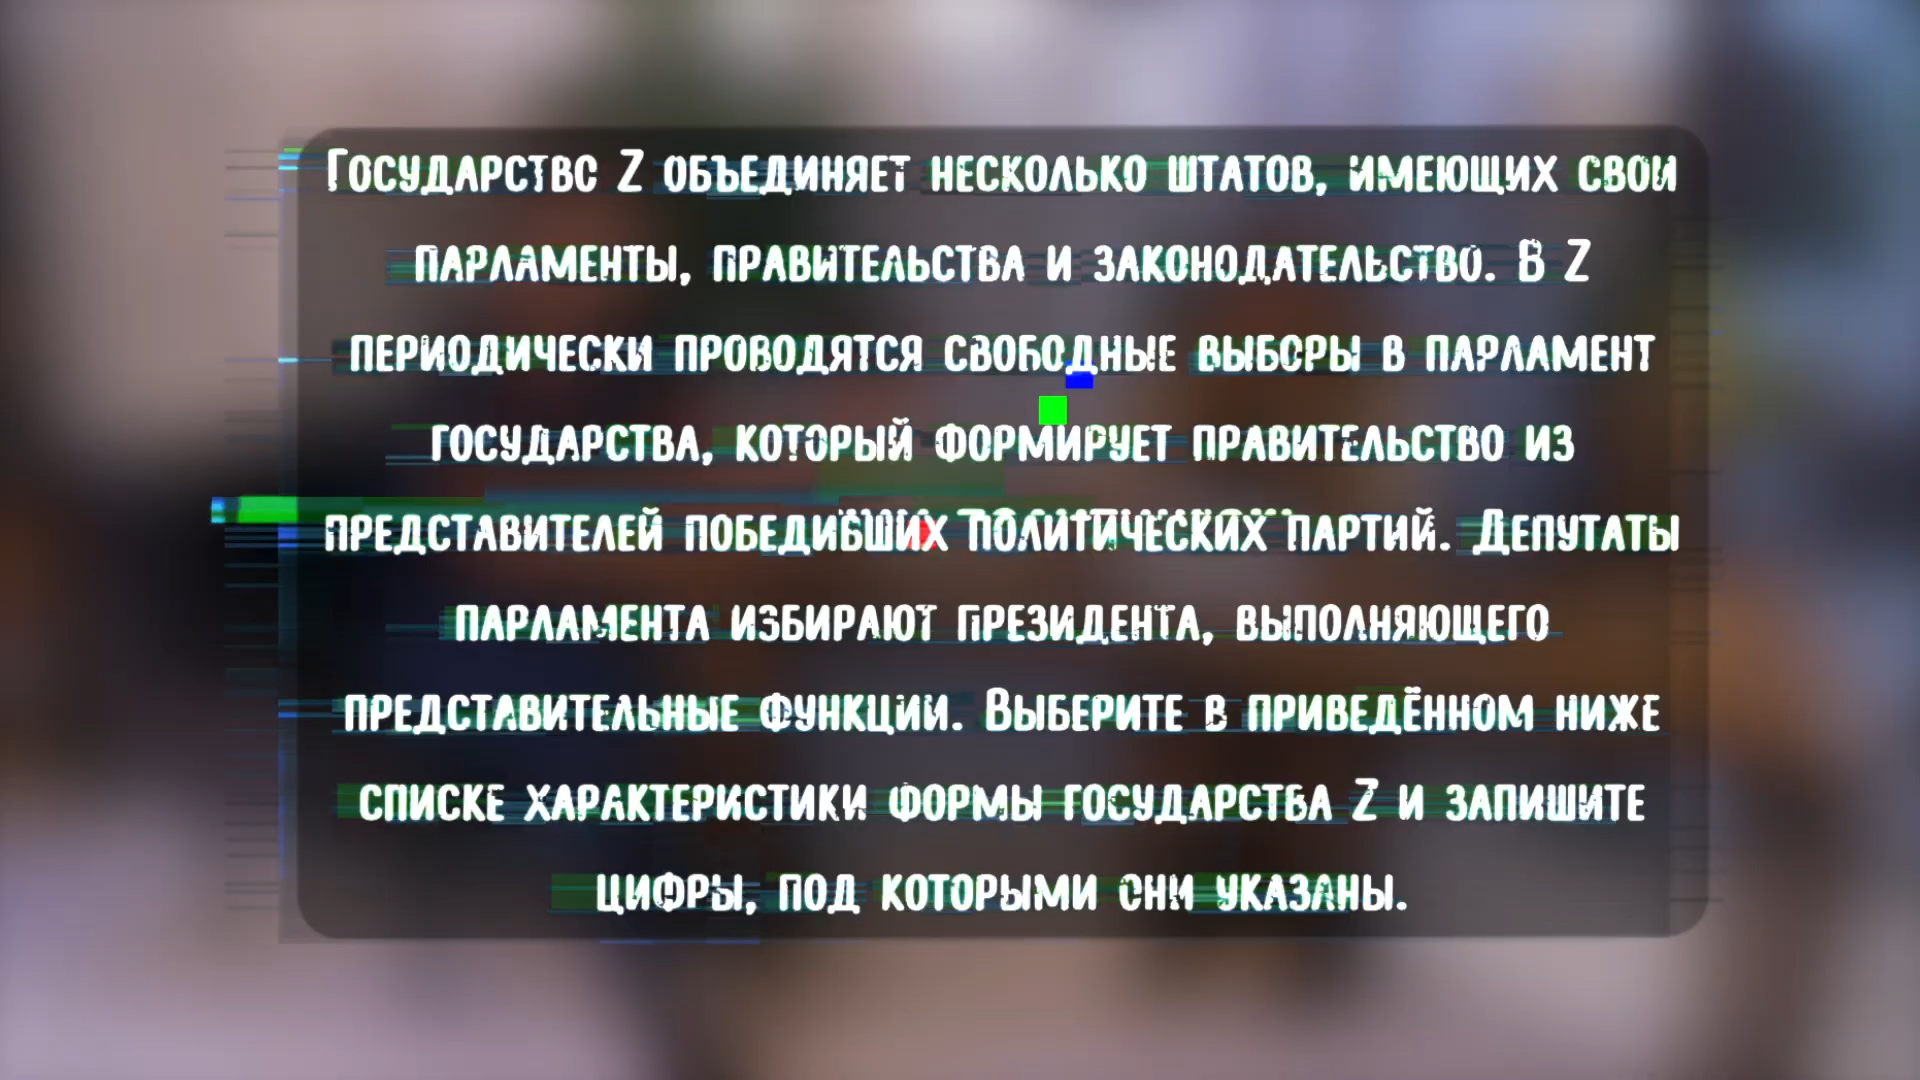 Государство Z объединяет несколько штатов, имеющих свои
парламенты, правительства и законодательство. В Z
периодически проводятся свободные выборы в парламент
государства, который формирует правительство из
представителей победивших политических партий. Депутаты
парламента избирают президента, выполняющего
представительные функции. Выберите в приведённом ниже
списке характеристики формы государства Z и запишите
цифры, под которыми они указаны.